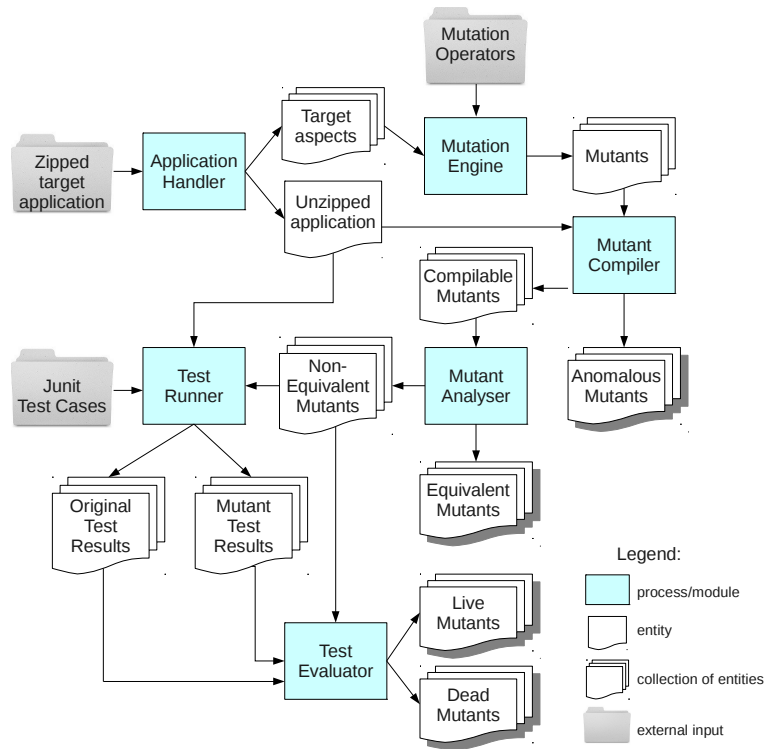 Mutation
Operators
Target
aspects
Application
Handler
Mutation
Engine
Mutants
Zipped
target
application
Unzipped
application
Mutant
Compiler
Compilable
Mutants
Junit
Test Cases
Test
Runner
Non-
Equivalent
Mutants
Mutant
Analyser
Anomalous
Mutants
Original
Test
Results
Mutant
Test
Results
Equivalent
Mutants
Legend:
process/module
entity
collection of entities
external input
Test
Evaluator
Live
Mutants
Dead
Mutants